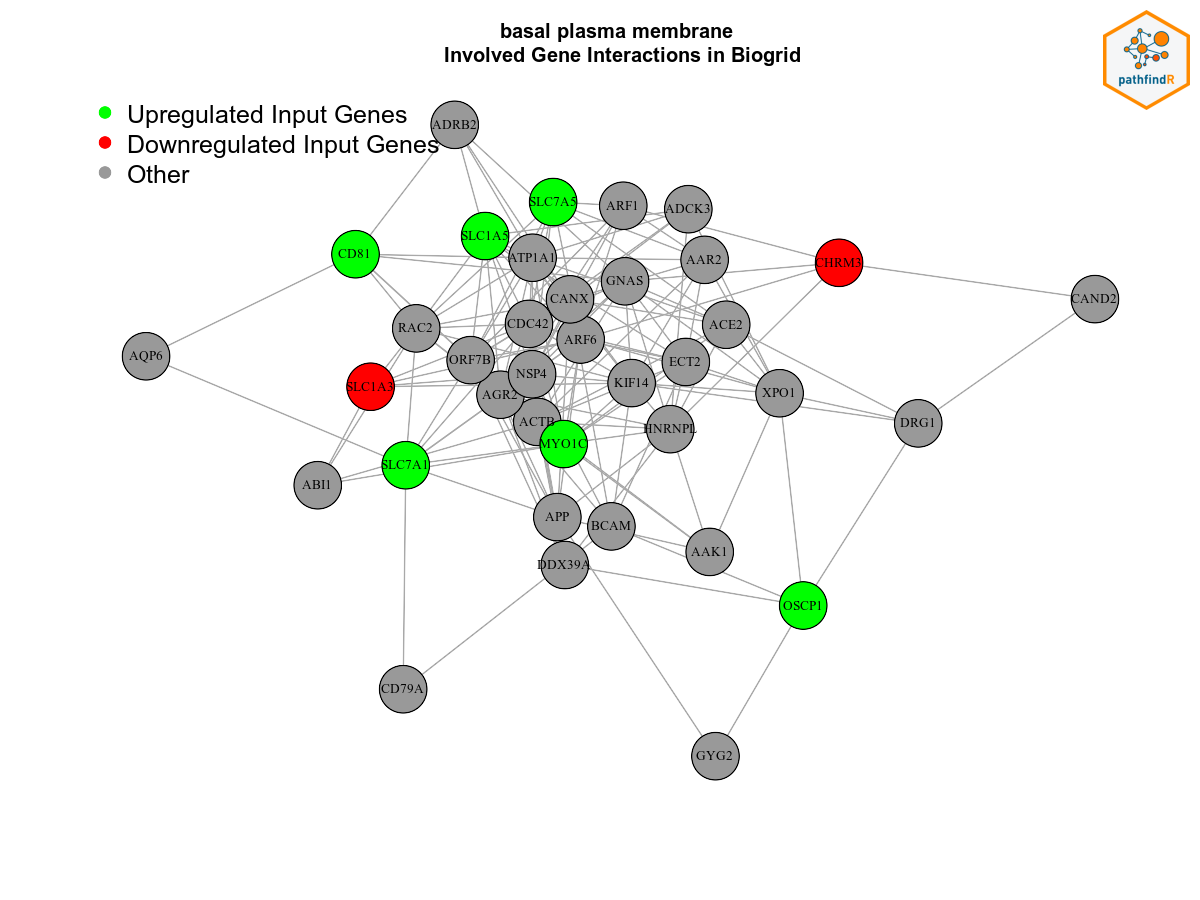 basal plasma membrane
Involved Gene Interactions in Biogrid
pathfindR
Upregulated Input Genes
Downregulated Input Genes
Other
ADRB2
SLC7A5
ARF1
ADCK3
SLC1A5
CD81
ATP1A1
AAR2
CHRM3
GNAS
CANX
CAND2
RAC2
CDC42
ACE2
ARF6
AQP6
ORF7B
ECT2
NSP4
SLC1A3
KIF14
AGR2
XPO1
ACTB
HNRNPL
DRG1
MYO1C
SLC7A1
ABI1
APP
BCAM
AAK1
DDX39A
OSCP1
CD79A
GYG2